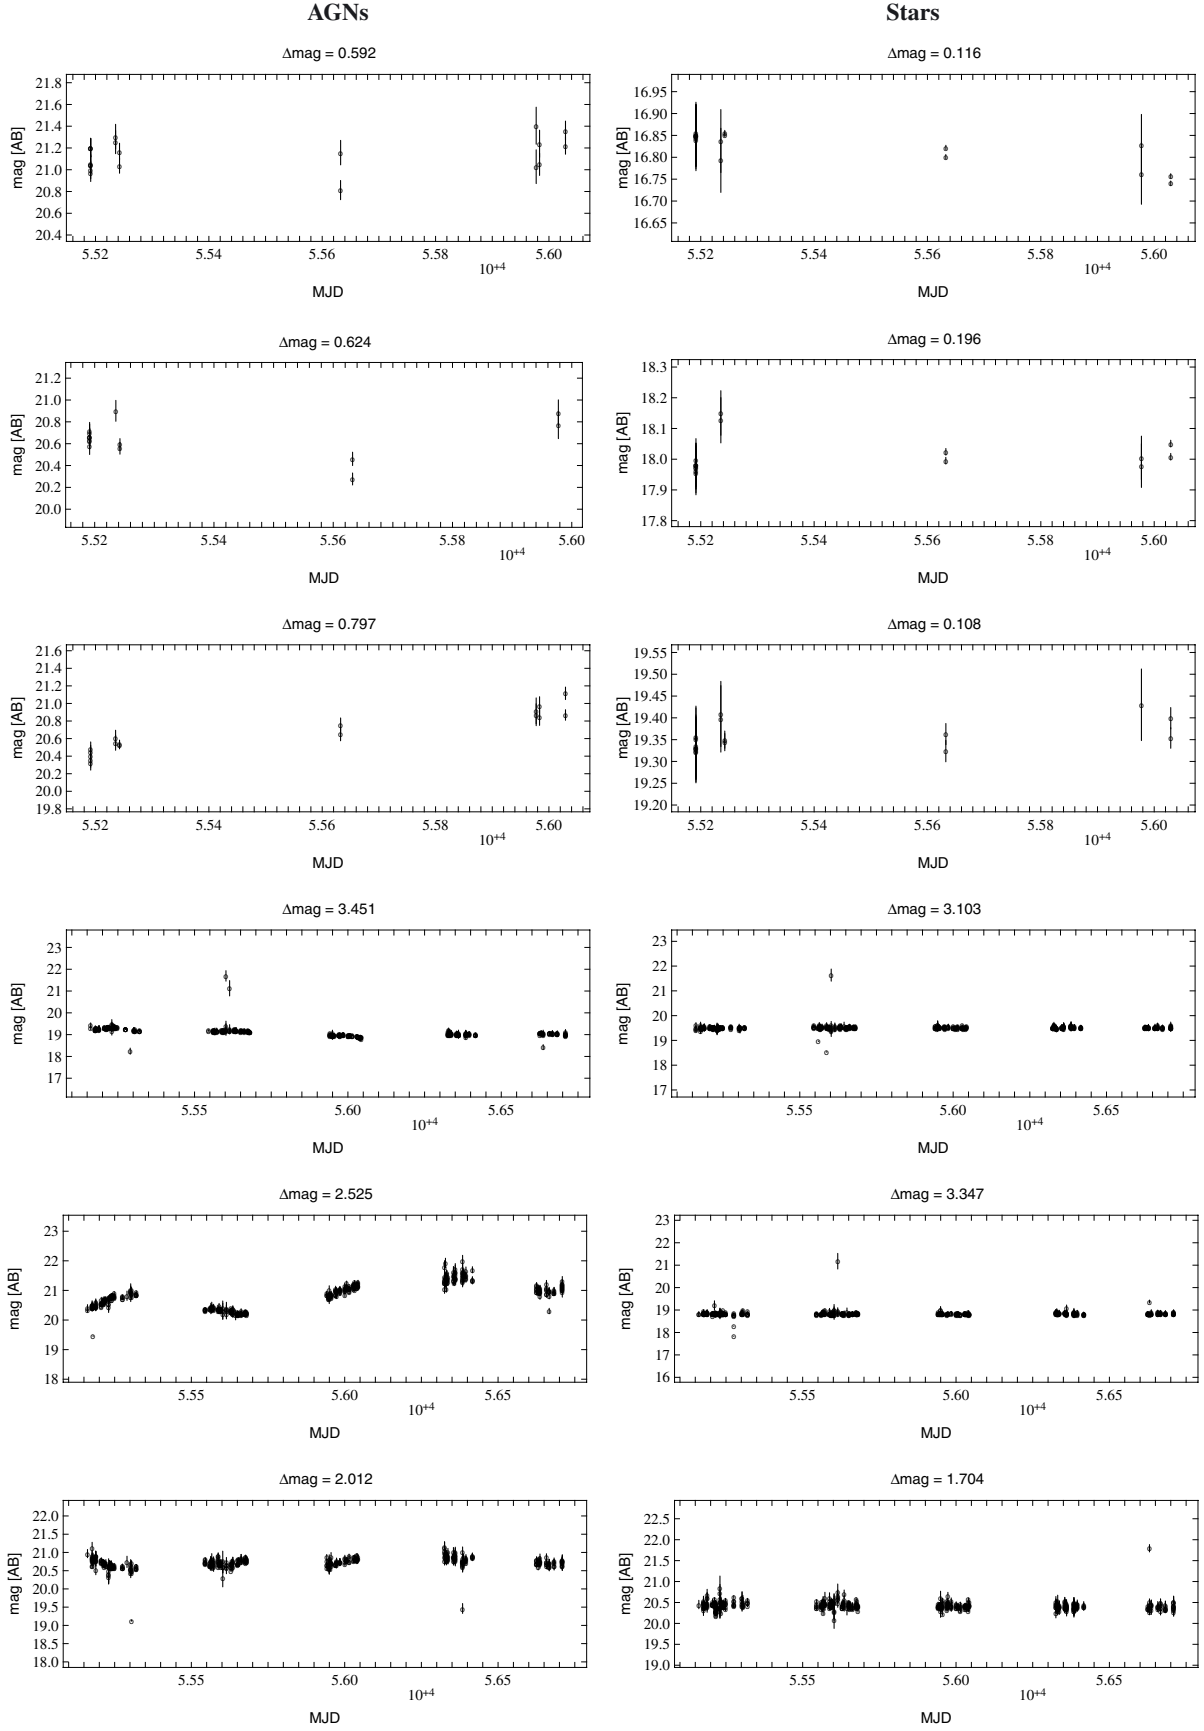 AGNs
Stars
Δmag = 0.592
mag [AB]
21.8
21.6
21.4
21.2
21.0
20.8
20.6
20.4
5.52 5.54 5.56 5.58 5.60
10+4
MJD
Δmag = 0.116
mag [AB]
16.95
16.90
16.85
16.80
16.75
16.70
16.65
5.52 5.54 5.56 5.58 5.60
10+4
MJD
Δmag = 0.624
mag [AB]
21.2
21.0
20.8
20.6
20.4
20.2
20.0
5.52 5.54 5.56 5.58 5.60
10+4
MJD
Δmag = 0.196
mag [AB]
18.3
18.2
18.1
18.0
17.9
17.8
5.52 5.54 5.56 5.58 5.60
10+4
MJD
Δmag = 0.797
mag [AB]
21.6
21.4
21.2
21.0
20.8
20.6
20.4
20.2
20.0
19.8
5.52 5.54 5.56 5.58 5.60
10+4
MJD
Δmag = 0.108
mag [AB]
19.55
19.50
19.45
19.40
19.35
19.30
19.25
19.20
5.52 5.54 5.56 5.58 5.60
10+4
MJD
Δmag = 3.451
mag [AB]
23
22
21
20
19
18
17
5.55 5.60 5.65
10+4
MJD
Δmag = 3.103
mag [AB]
23
22
21
20
19
18
17
5.55 5.60 5.65
10+4
MJD
Δmag = 2.525
mag [AB]
23
22
21
20
19
18
5.55 5.60 5.65
10+4
MJD
Δmag = 3.347
mag [AB]
23
22
21
20
19
18
17
16
5.55 5.60 5.65
10+4
MJD
Δmag = 2.012
mag [AB]
22.0
21.5
21.0
20.5
20.0
19.5
19.0
18.5
18.0
5.55 5.60 5.65
10+4
MJD
Δmag = 1.704
mag [AB]
22.5
22.0
21.5
21.0
20.5
20.0
19.5
19.0
5.55 5.60 5.65
10+4
MJD